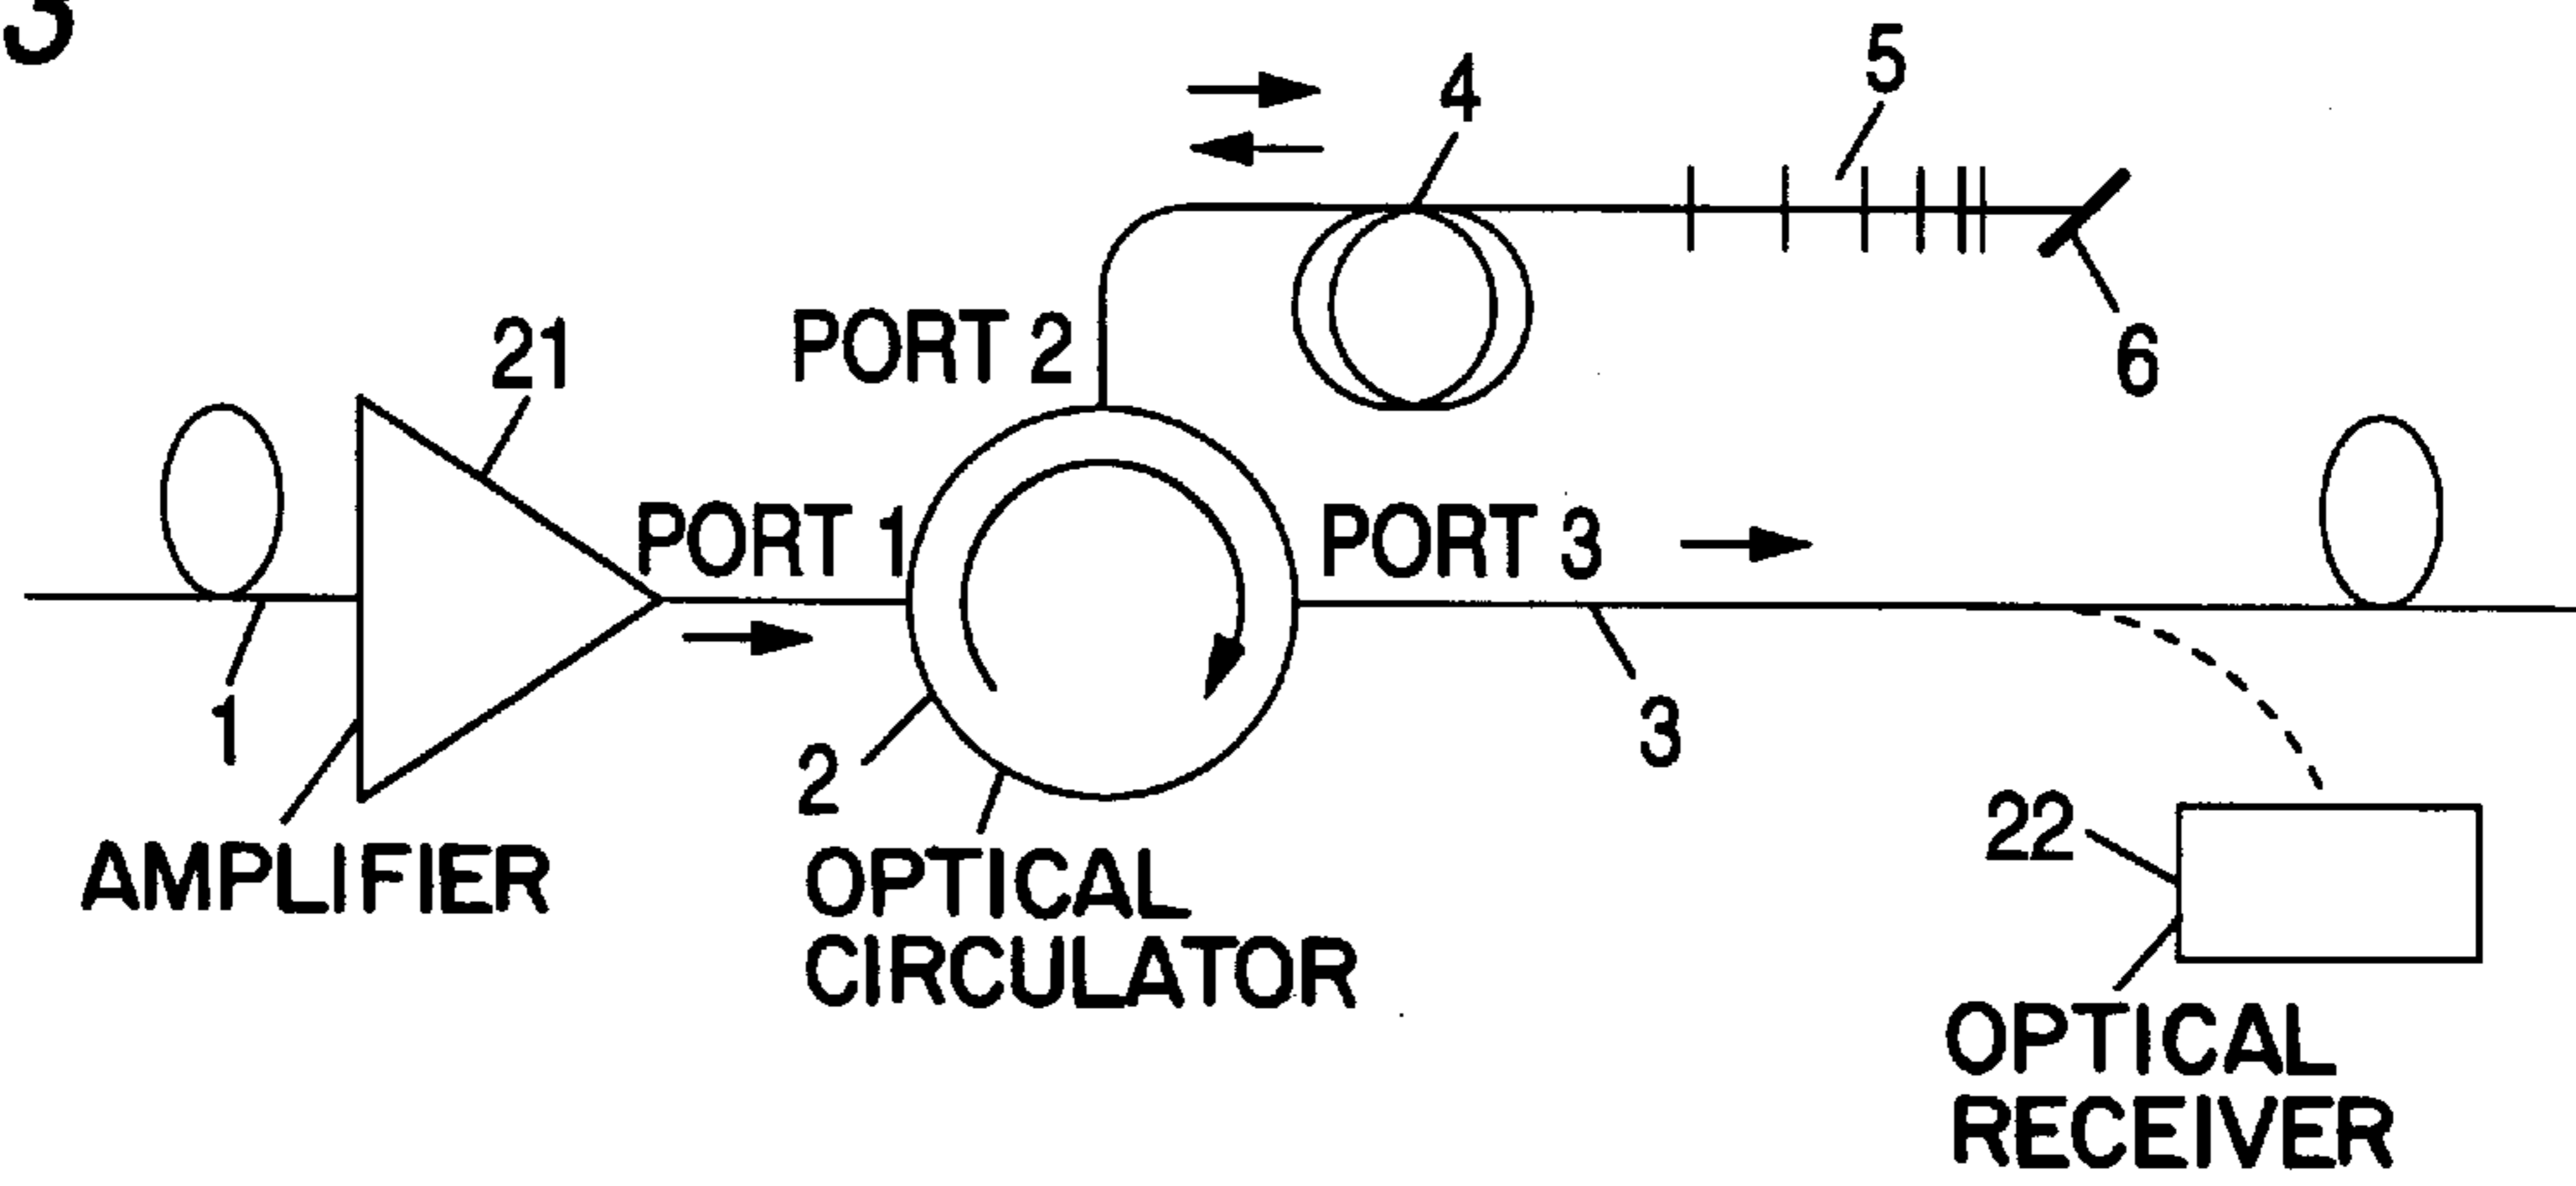 3
5
4
21
PORT 2
6
PORT 1
PORT 3
1
2
3
22
AMPLIFIER
OPTICAL
CIRCULATOR
OPTICAL
RECEIVER